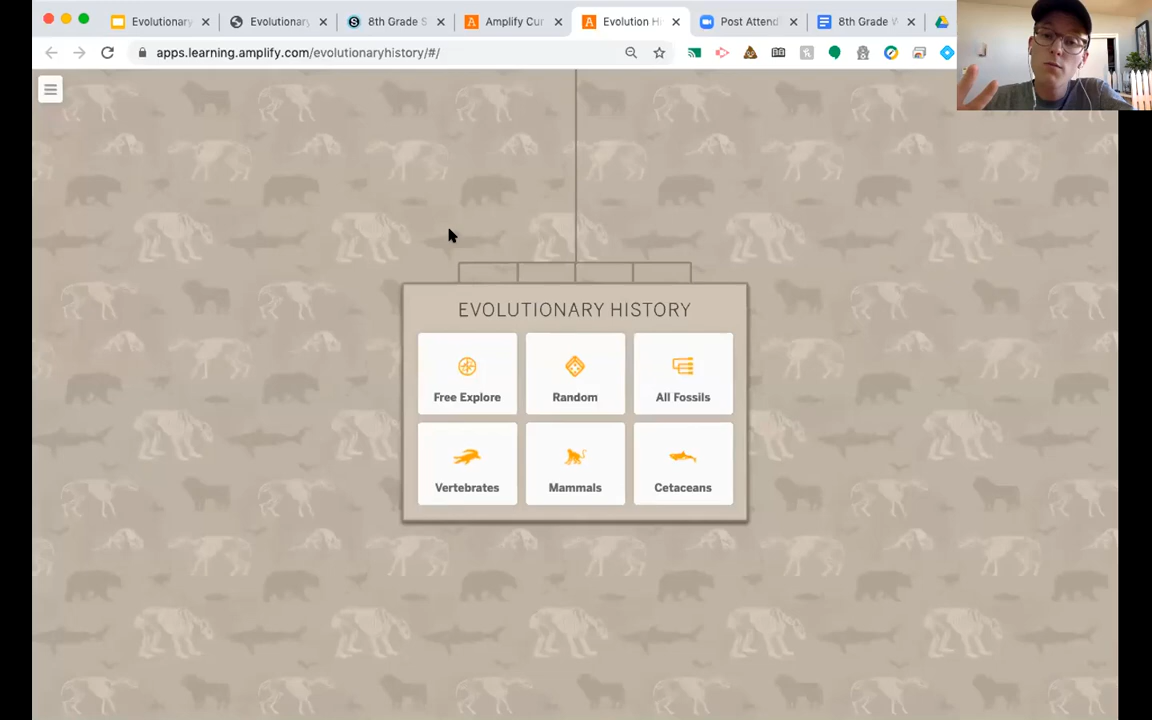 Evolutionary
Evolutionary
8th Grade S
Amplify Cur
Evolution Hi
Post Attend
8th Grade W
apps.learning.amplify.com/evolutionaryhistory/#/
EVOLUTIONARY HISTORY
Free Explore
Random
All Fossils
Vertebrates
Mammals
Cetaceans